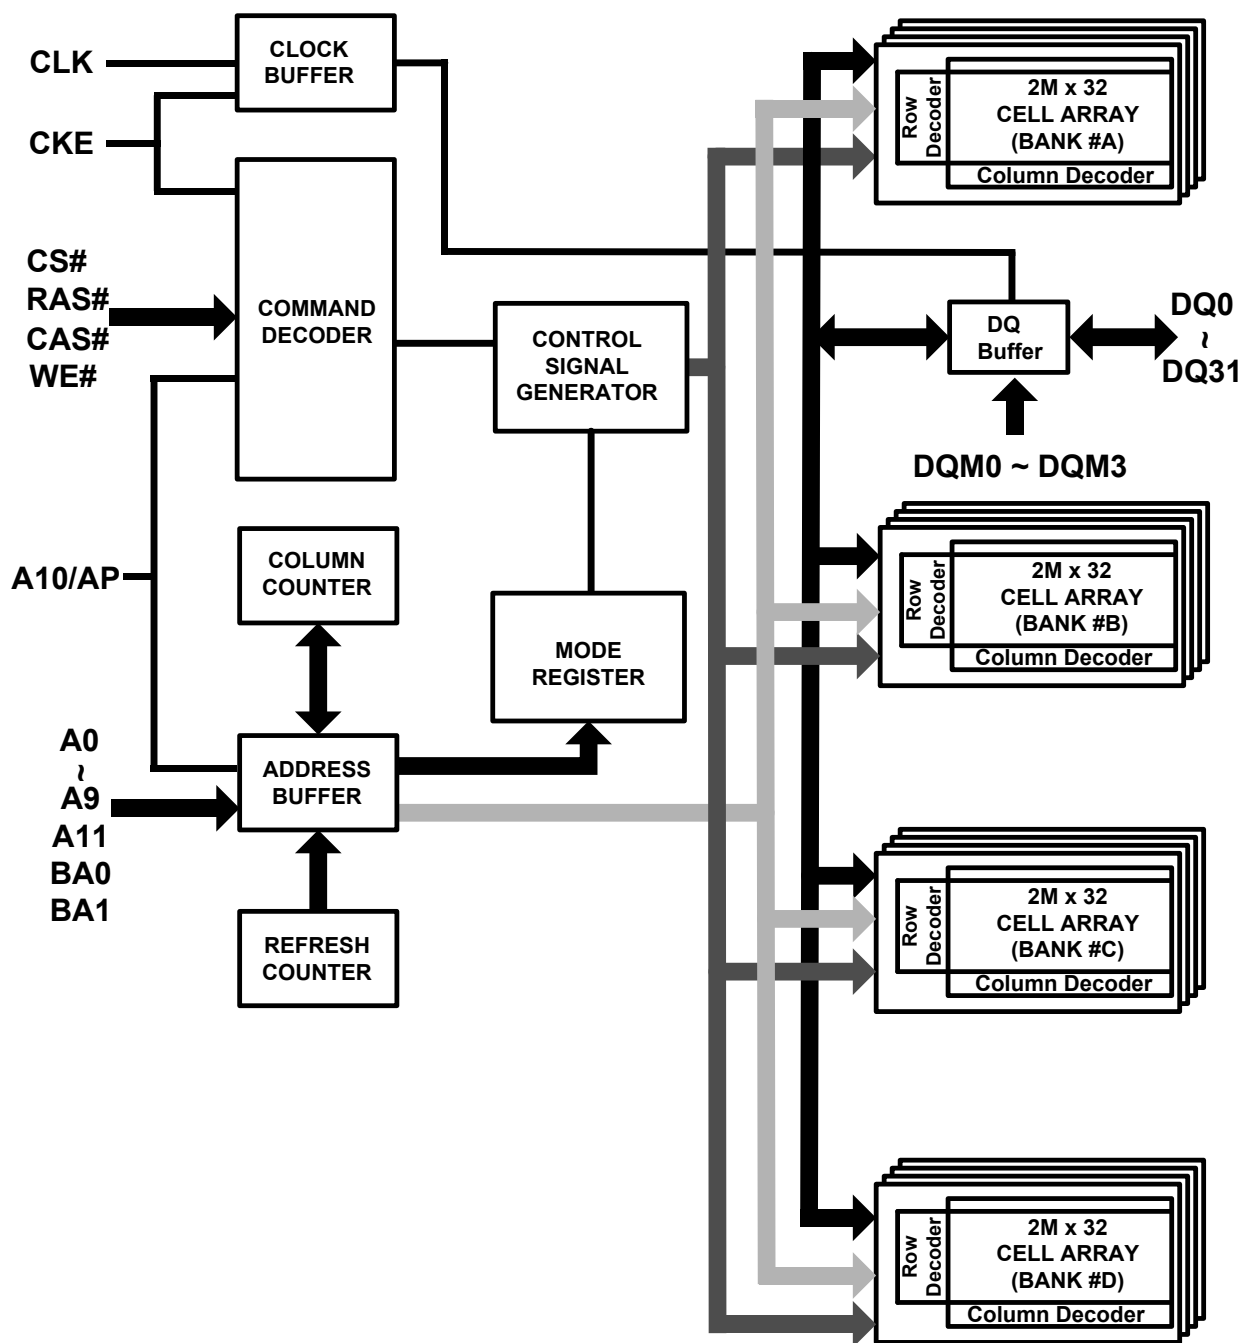 CLK
CKE
CS#
RAS#
CAS#
WE#
A10/AP
A0
~
A9
A11
BA0
BA1
CLOCK
BUFFER
COMMAND
DECODER
COLUMN
COUNTER
ADDRESS
BUFFER
REFRESH
COUNTER
CONTROL
SIGNAL
GENERATOR
MODE
REGISTER
Row
Decoder
2M x 32
CELL ARRAY
(BANK #A)
Column Decoder
DQ
Buffer
DQ0
~
DQ31
DQM0 ~ DQM3
Row
Decoder
2M x 32
CELL ARRAY
(BANK #B)
Column Decoder
Row
Decoder
2M x 32
CELL ARRAY
(BANK #C)
Column Decoder
Row
Decoder
2M x 32
CELL ARRAY
(BANK #D)
Column Decoder